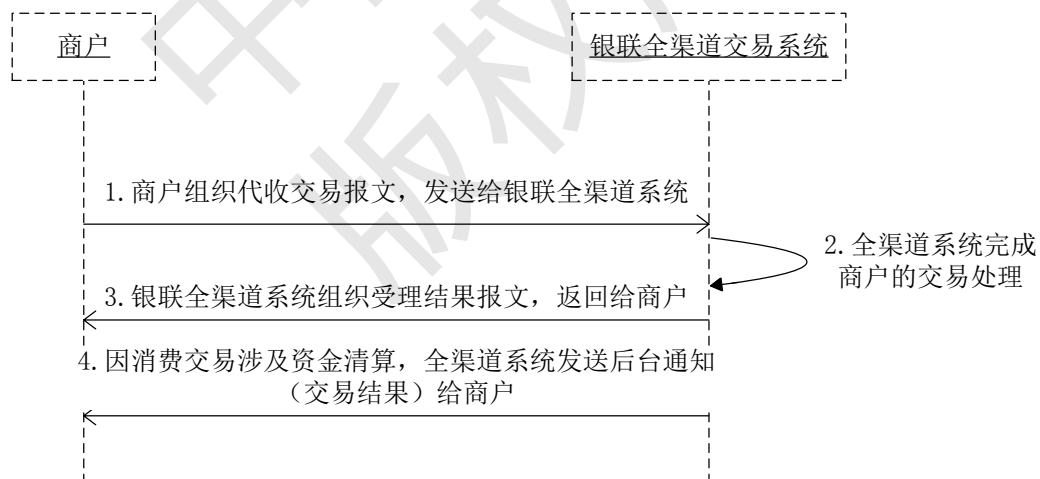 商户
银联全渠道交易系统
1.商户组织代收交易报文，发送给银联全渠道系统
2.全渠道系统完成
商户的交易处理
3.银联全渠道系统组织受理结果报文，返回给商户
4.因消费交易涉及资金清算，全渠道系统发送后台通知
（交易结果）给商户
版权